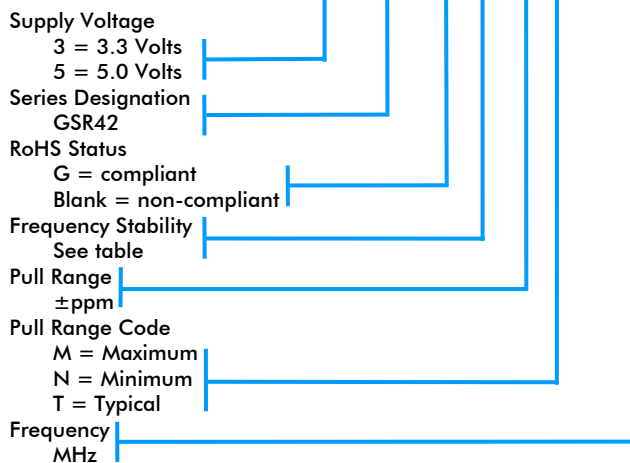 Supply Voltage
3 = 3.3 Volts
5 = 5.0 Volts
Series Designation
GSR42
RoHS Status
G = compliant
Blank = non-compliant
Frequency Stability
See table
Pull Range
±ppm
Pull Range Code
M = Maximum
N = Minimum
T = Typical
Frequency
MHz